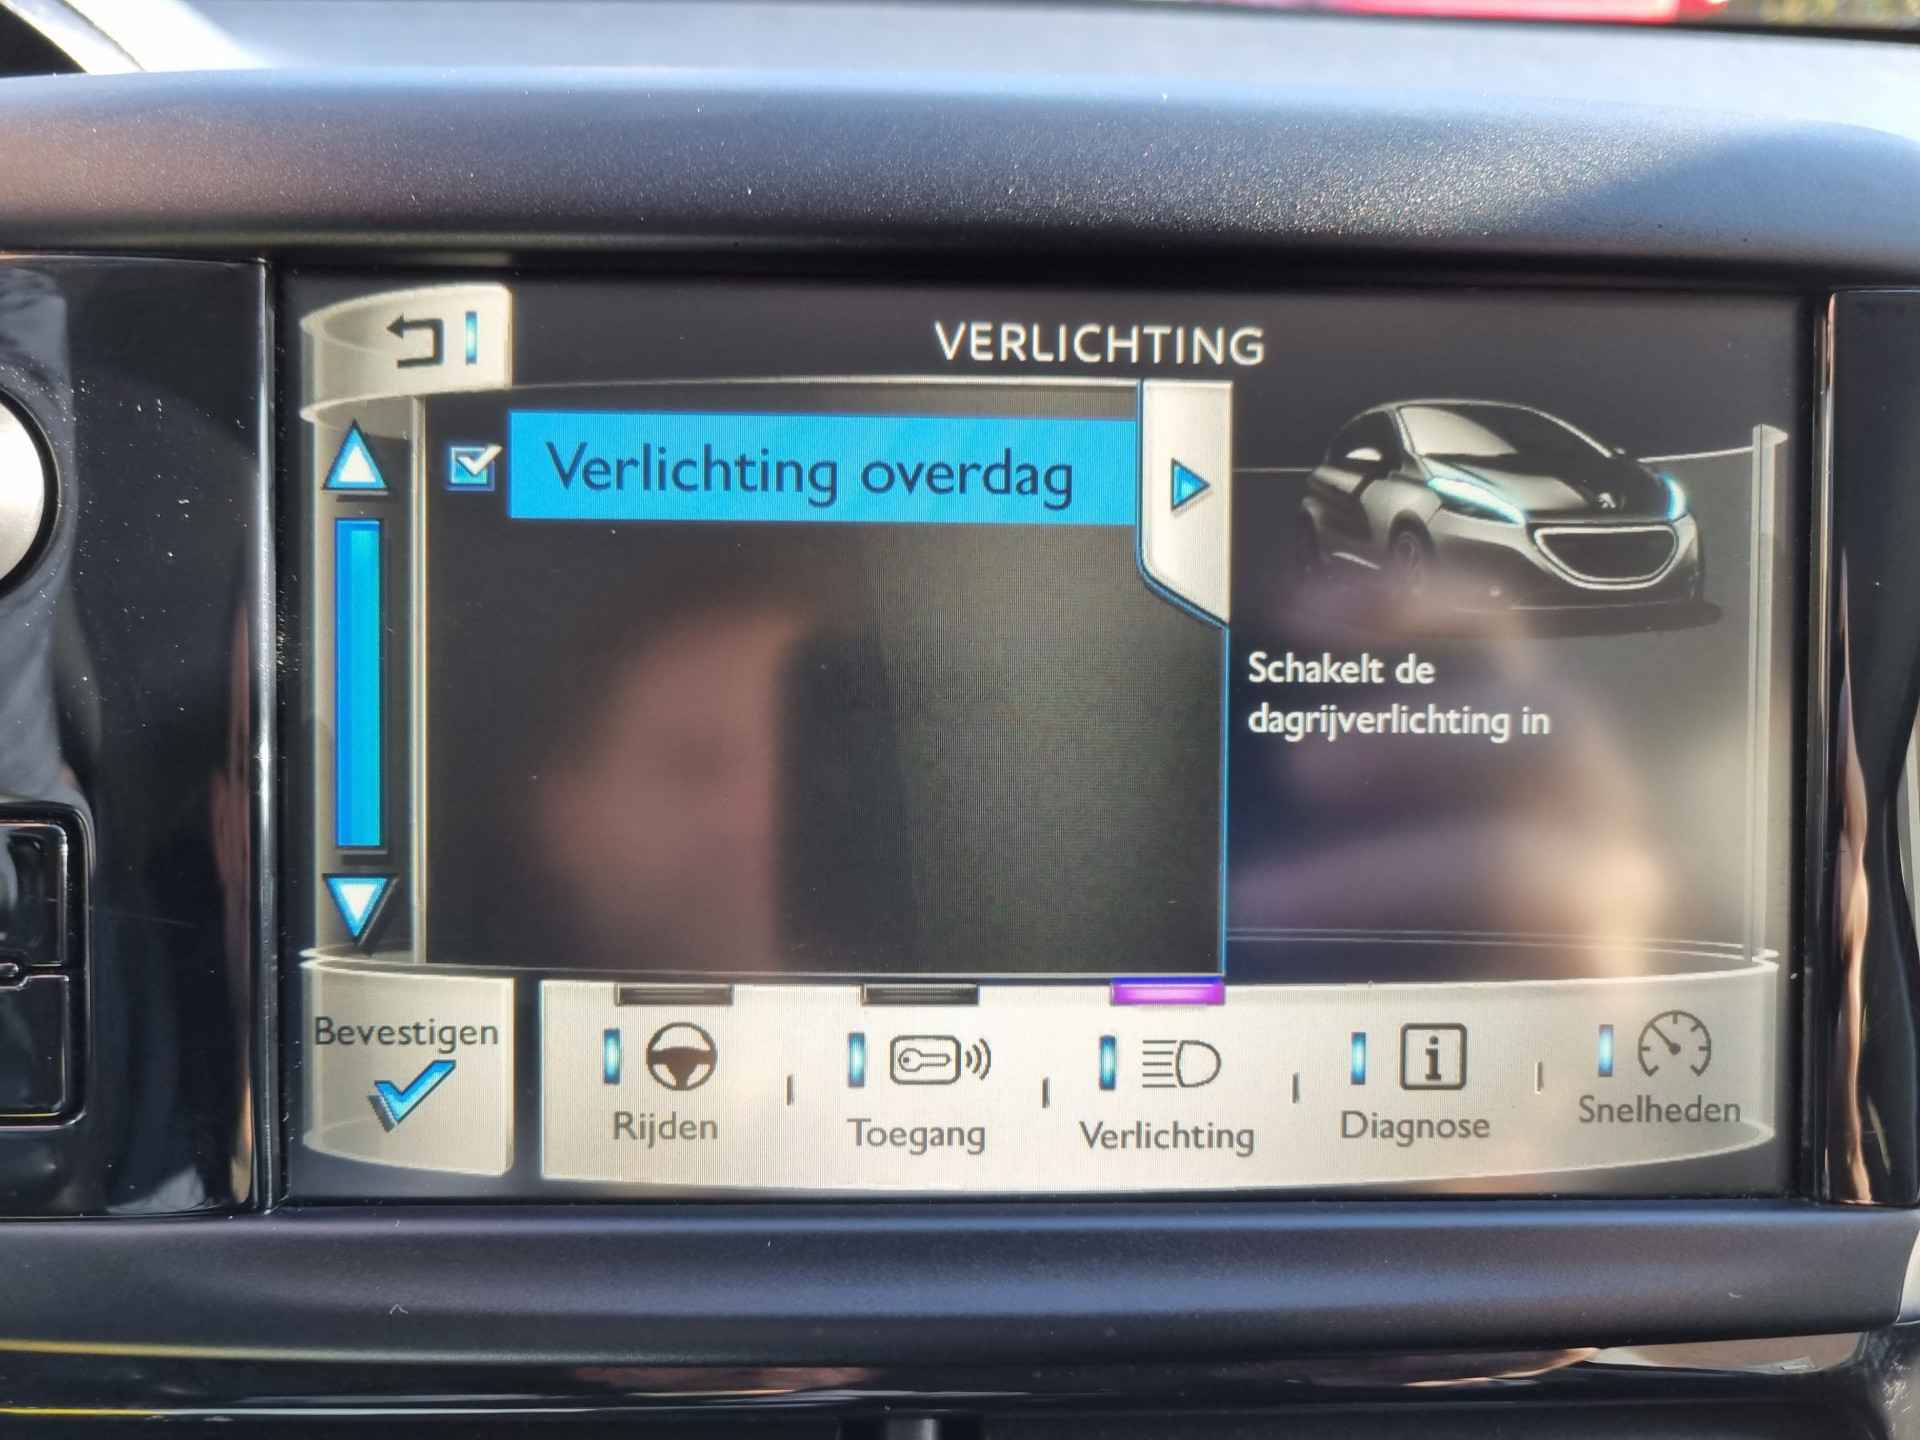 VERLICHTING
Verlichting overdag
Schakelt de
dagrijverlichting in
Bevestigen
Rijden
Toegang
Verlichting
Diagnose
Snelheden